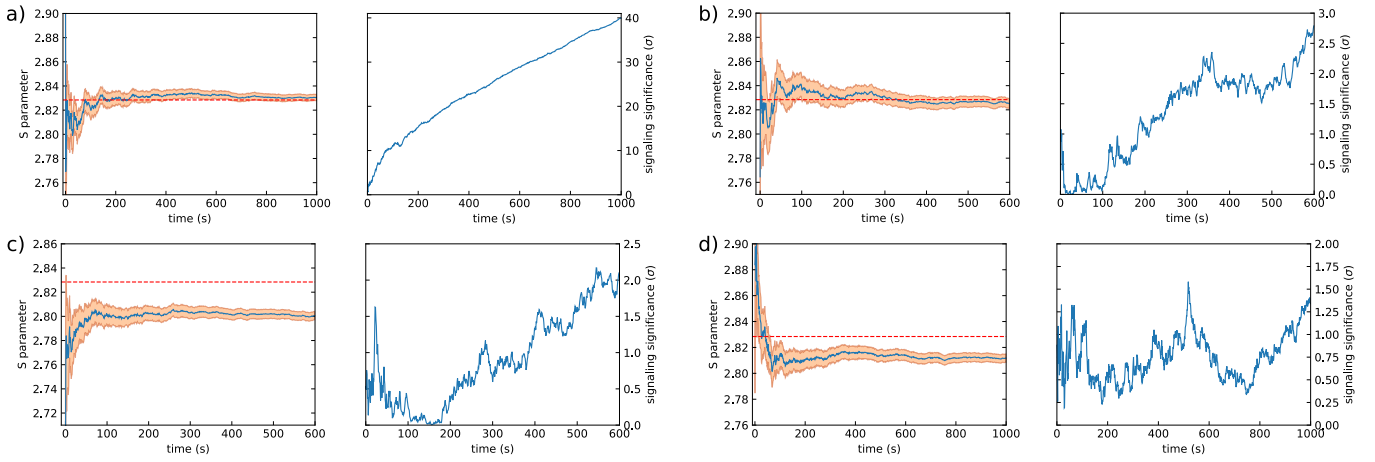 a)
2.90
2.88
2.86
2.84
2.82
2.80
2.78
2.76
S parameter
0 200 400 600 800 1000
time (s)
40
30
20
10
0
signaling significance (σ)
0 200 400 600 800 1000
time (s)
b)
2.90
2.88
2.86
2.84
2.82
2.80
2.78
2.76
S parameter
0 100 200 300 400 500 600
time (s)
3.0
2.5
2.0
1.5
1.0
0.5
0.0
signaling significance (σ)
0 100 200 300 400 500 600
time (s)
c)
2.86
2.84
2.82
2.80
2.78
2.76
2.74
2.72
S parameter
0 100 200 300 400 500 600
time (s)
2.5
2.0
1.5
1.0
0.5
0.0
signaling significance (σ)
0 100 200 300 400 500 600
time (s)
d)
2.90
2.88
2.86
2.84
2.82
2.80
2.78
2.76
S parameter
0 200 400 600 800 1000
time (s)
2.00
1.75
1.50
1.25
1.00
0.75
0.50
0.25
0.00
signaling significance (σ)
0 200 400 600 800 1000
time (s)